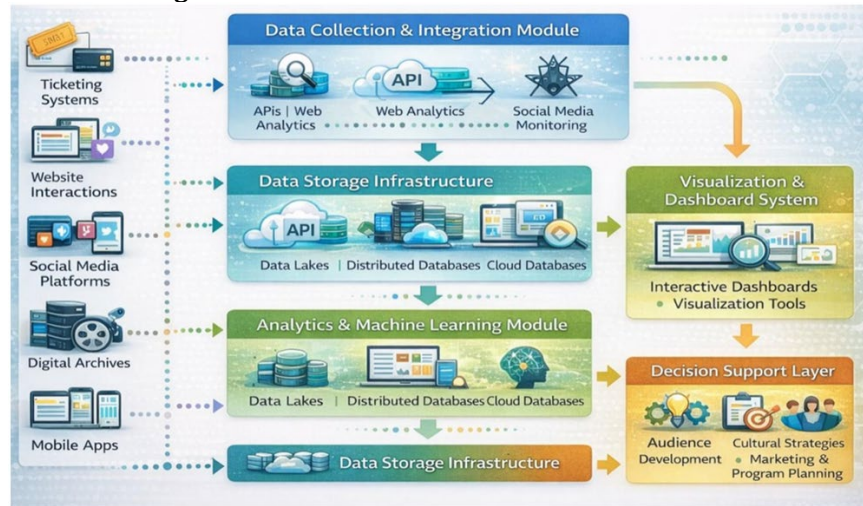 Data Collection & Integration Module
API
APIs | Web
Analytics
Web Analytics
Social Media
Monitoring
Ticketing
Systems
Website
Interactions
Social Media
Platforms
Digital Archives
Mobile Apps
Data Storage Infrastructure
API
Data Lakes | Distributed Databases Cloud Databases
Analytics & Machine Learning Module
Data Lakes | Distributed Databases Cloud Databases
Data Storage Infrastructure
Visualization &
Dashboard System
Interactive Dashboards
• Visualization Tools
Decision Support Layer
Audience
Development
Cultural Strategies
• Marketing &
Program Planning